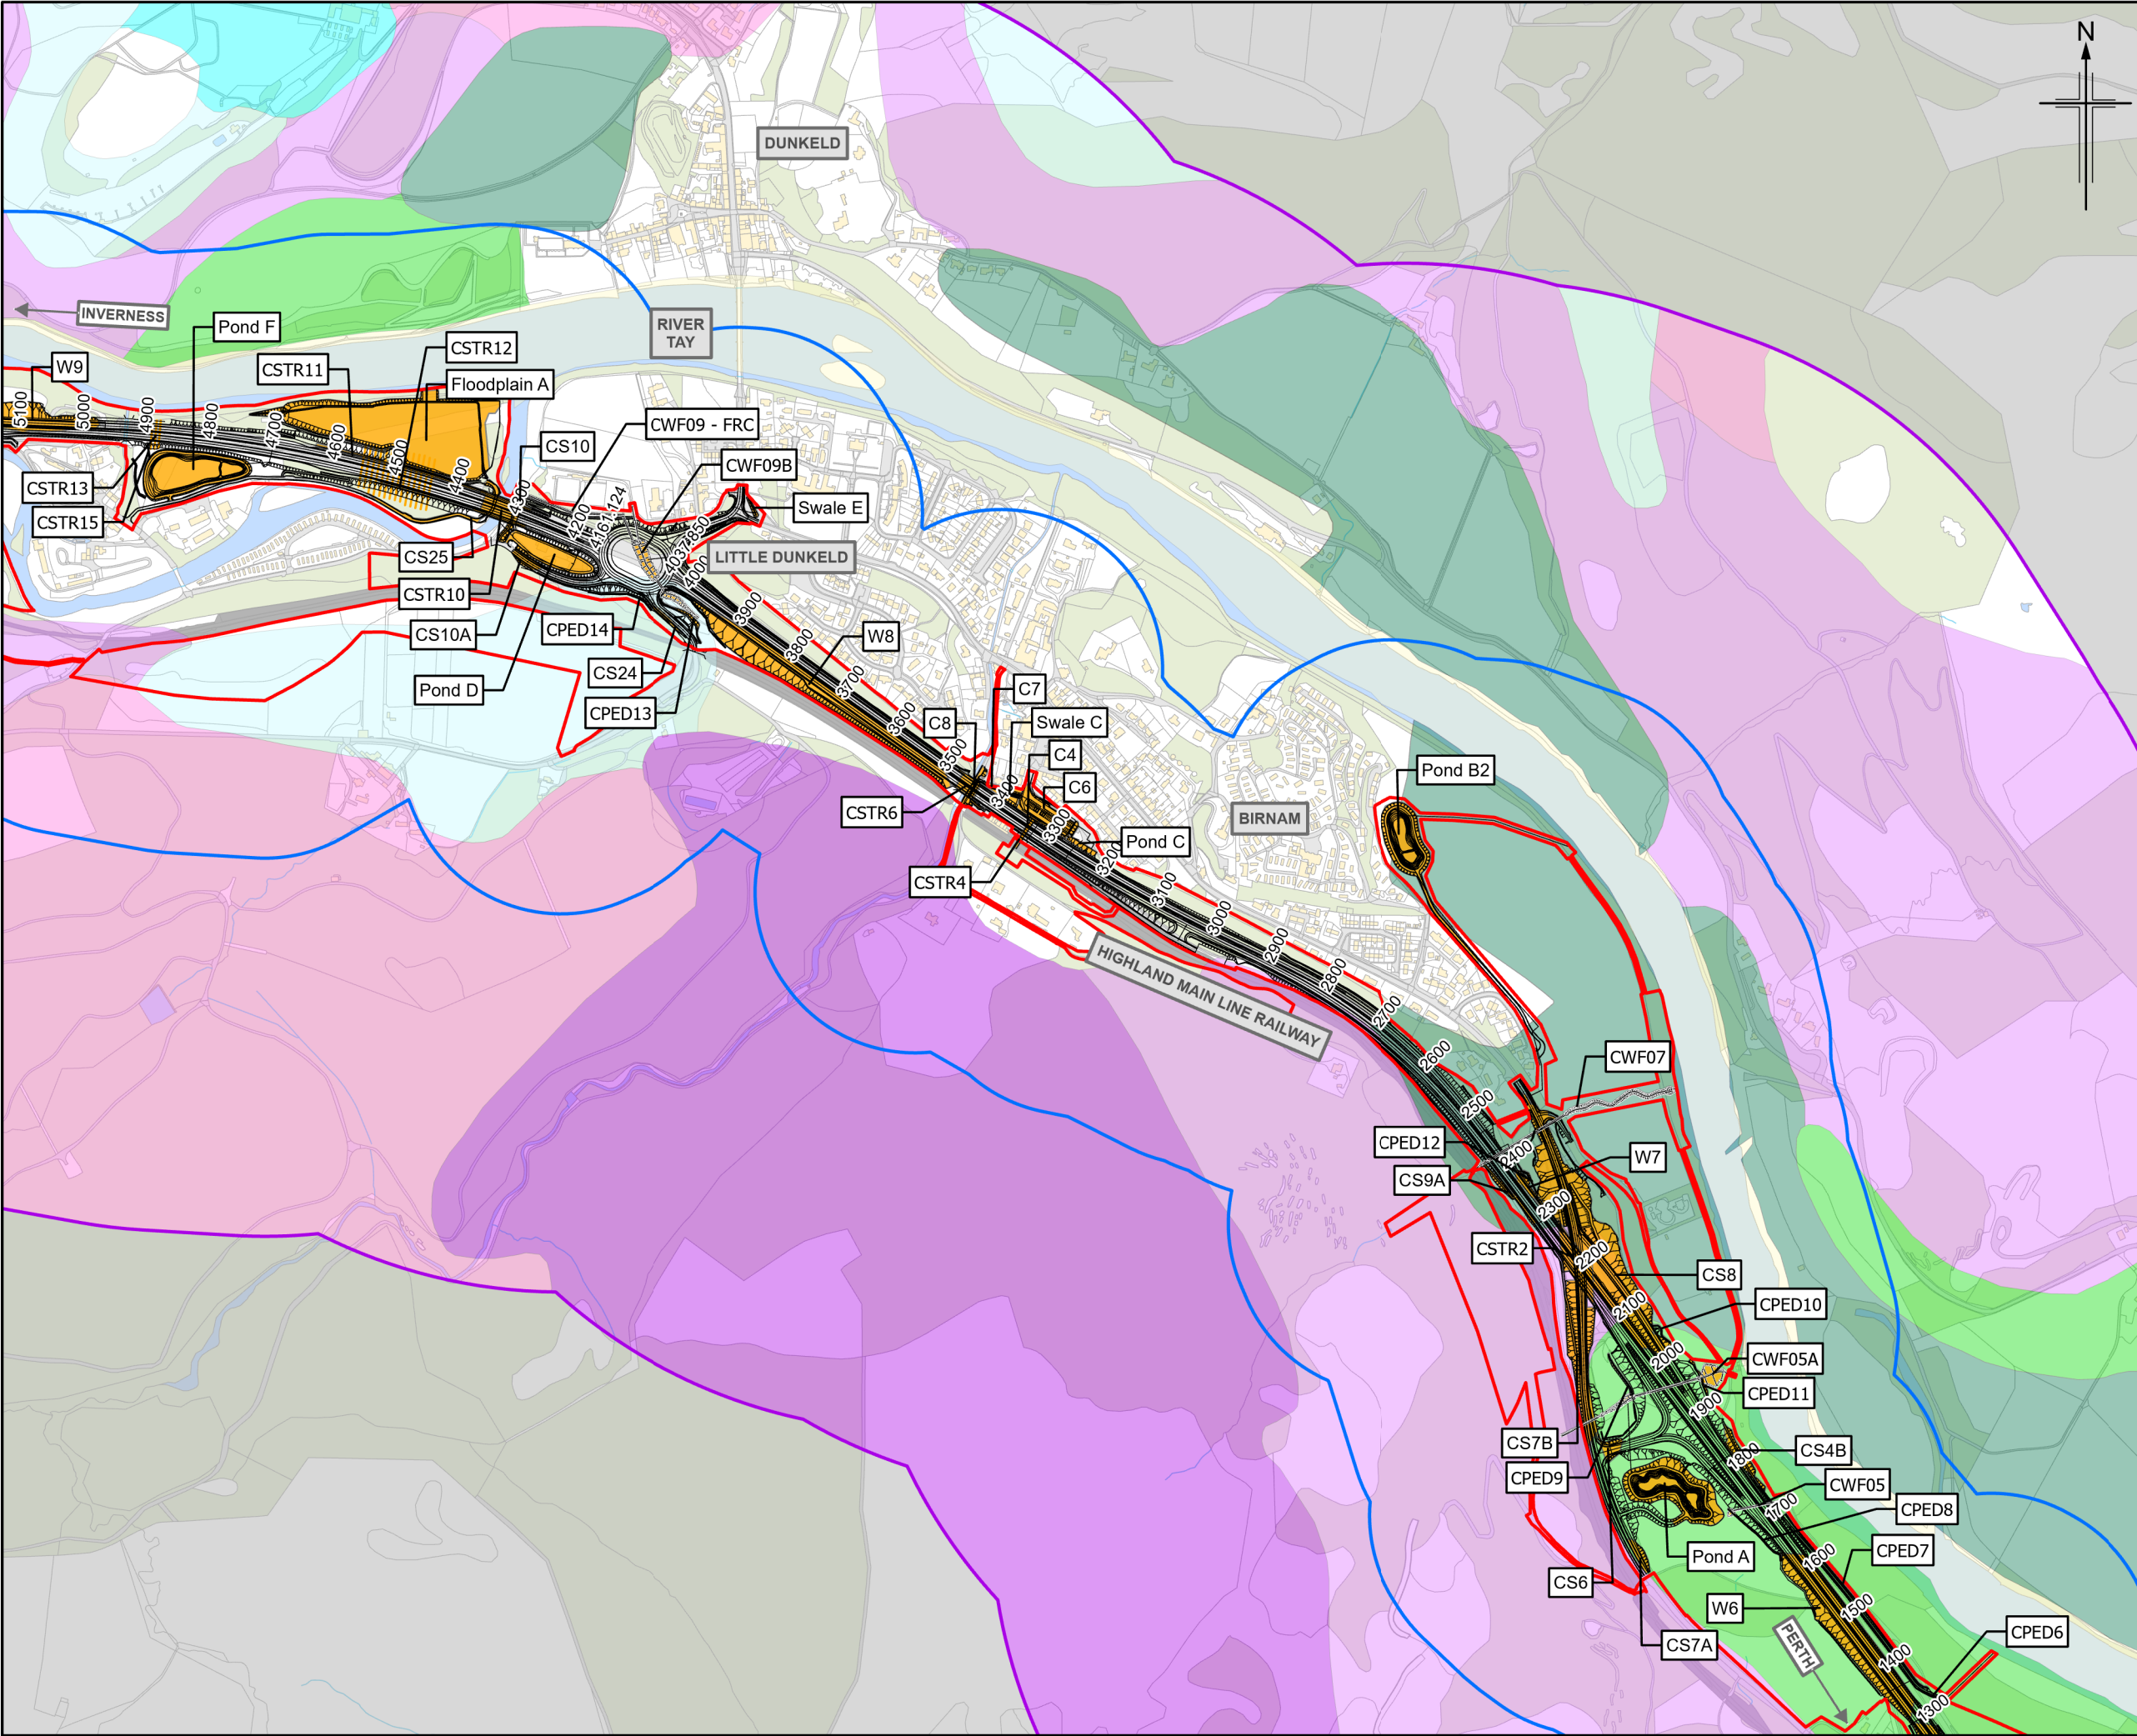 N
DUNKELD
INVERNESS
Pond F
RIVER
TAY
CSTR12
W9
CSTR11
Floodplain A
5100
5000
4900
4800
4700
4600
4500
4400
4300
4200
4161.124
4037.850
4000
CWF09 - FRC
CS10
CWF09B
CSTR13
CSTR15
Swale E
CS25
LITTLE DUNKELD
CSTR10
CS10A
CPED14
CS24
Pond D
CPED13
3900
3800
3700
3600
3500
3400
3300
3200
3100
3000
2900
2800
2700
2600
2500
2400
2300
2200
2100
2000
1900
1800
1700
1600
1500
1400
1300
W8
C7
C8
Swale C
C4
C6
CSTR6
Pond C
CSTR4
Pond B2
BIRNAM
HIGHLAND MAIN LINE RAILWAY
CWF07
CPED12
W7
CS9A
CSTR2
CS8
CPED10
CWF05A
CPED11
CS7B
CS4B
CPED9
CWF05
CPED8
CPED7
Pond A
CS6
W6
CS7A
PERTH
CPED6